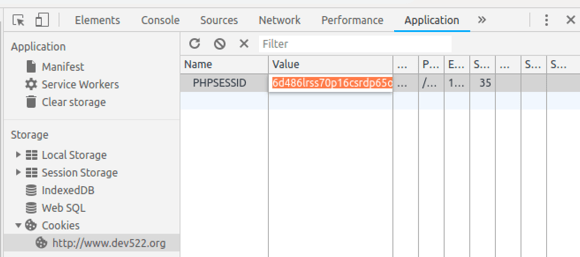 Elements Console Sources Network Performance Application »
Application
Manifest
Service Workers
Clear storage
Storage
Local Storage
Session Storage
IndexedDB
Web SQL
Cookies
http://www.dev522.org
Filter
Name Value ... P... E... S... ... S... S...
PHPSESSID ... /... 1... 35